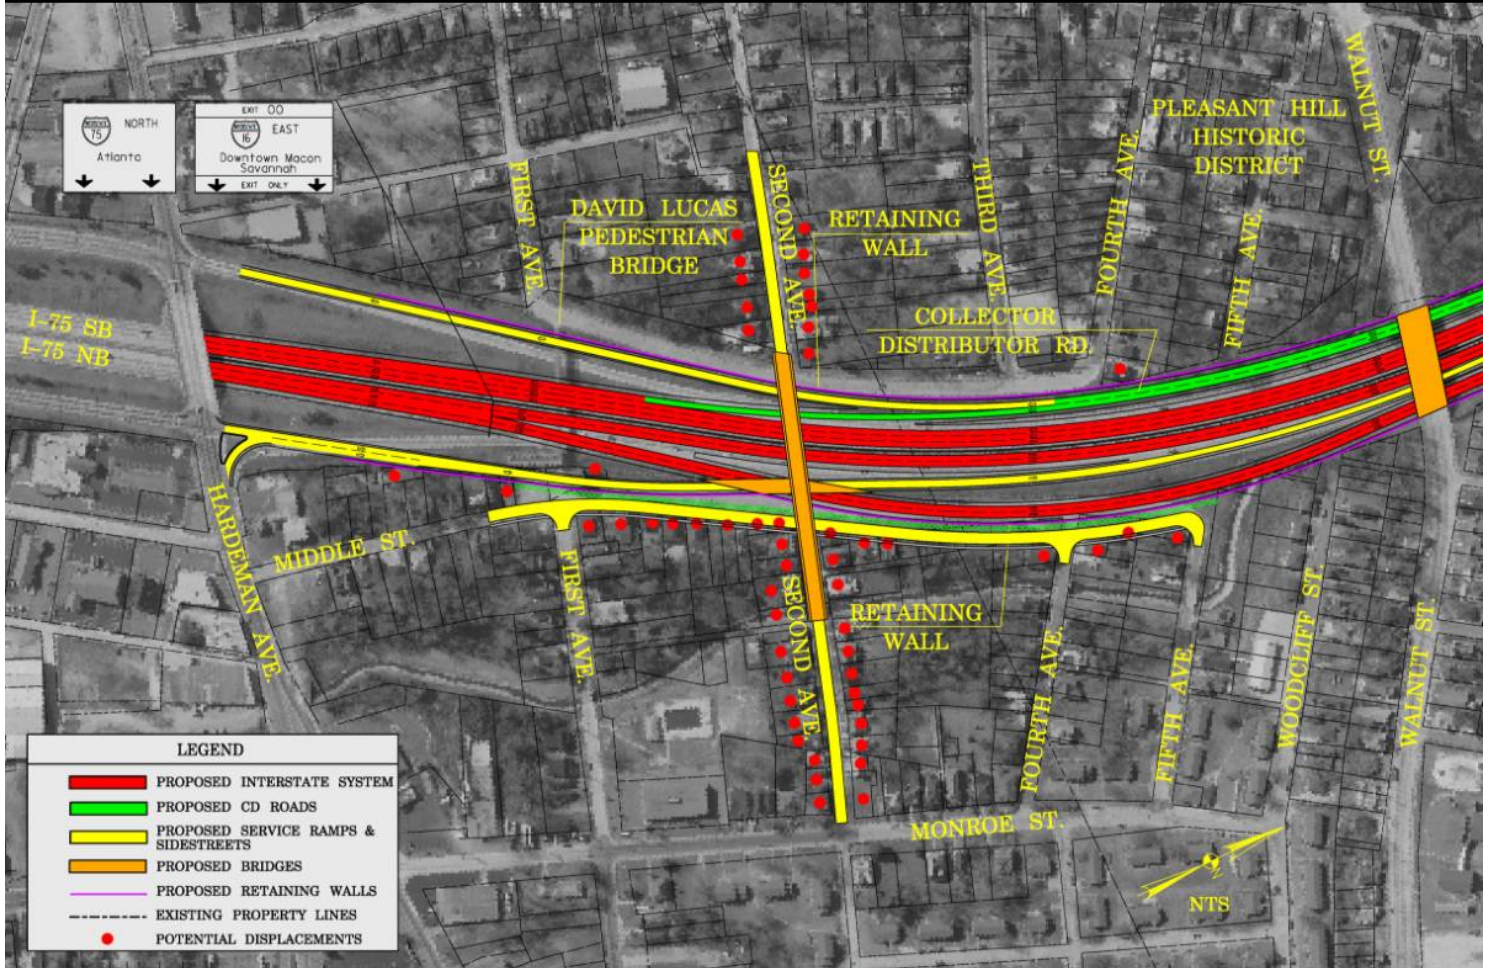 EXIT OO
75
NORTH
Atlanta
16
EAST
Downtown Macon
Savannah
EXIT ONLY
I-75 SB
I-75 NB
FIRST AVE.
DAVID LUCAS
PEDESTRIAN
BRIDGE
SECOND AVE.
RETAINING
WALL
THIRD AVE.
FOURTH AVE.
PLEASANT HILL
HISTORIC
DISTRICT
WALNUT ST.
FIFTH AVE.
COLLECTOR
DISTRIBUTOR RD.
HARDEMAN AVE.
MIDDLE ST.
FIRST AVE.
SECOND AVE.
RETAINING
WALL
FOURTH AVE.
FIFTH AVE.
WOODCLIFF ST.
WALNUT ST.
MONROE ST.
NTS
LEGEND
PROPOSED INTERSTATE SYSTEM
PROPOSED CD ROADS
PROPOSED SERVICE RAMPS &
SIDESTREETS
PROPOSED BRIDGES
PROPOSED RETAINING WALLS
EXISTING PROPERTY LINES
POTENTIAL DISPLACEMENTS